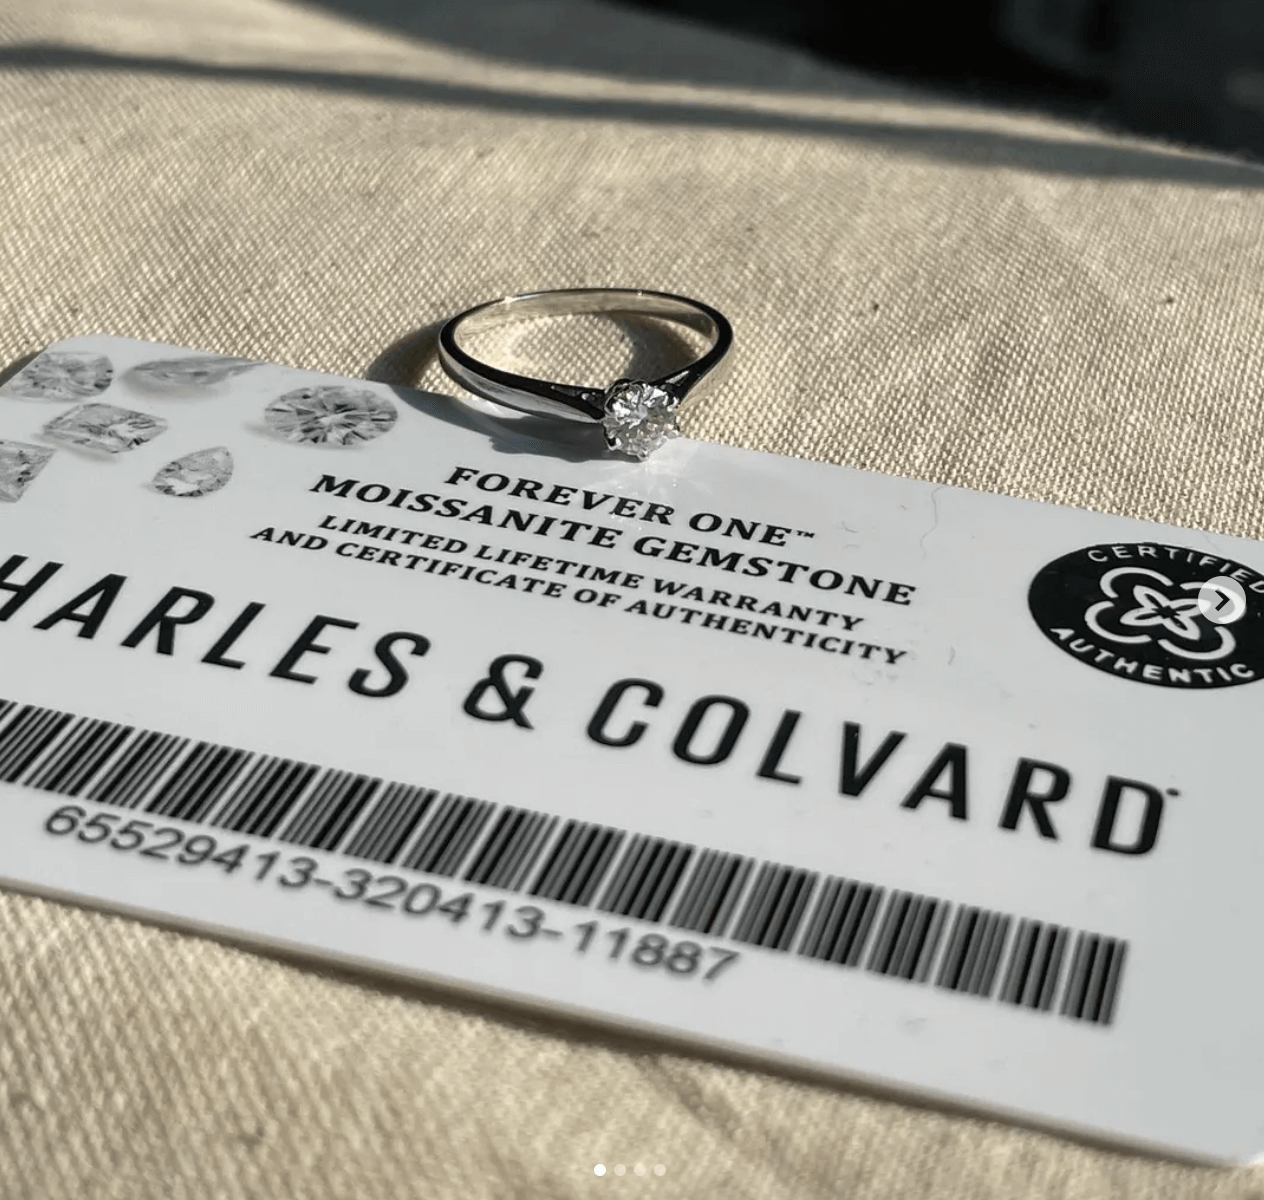 FOREVER ONE™
MOISSANITE GEMSTONE
LIMITED LIFETIME WARRANTY
AND CERTIFICATE OF AUTHENTICITY
HARLES & COLVARD
CERTIFIED
AUTHENTIC
65529413-320413-11887